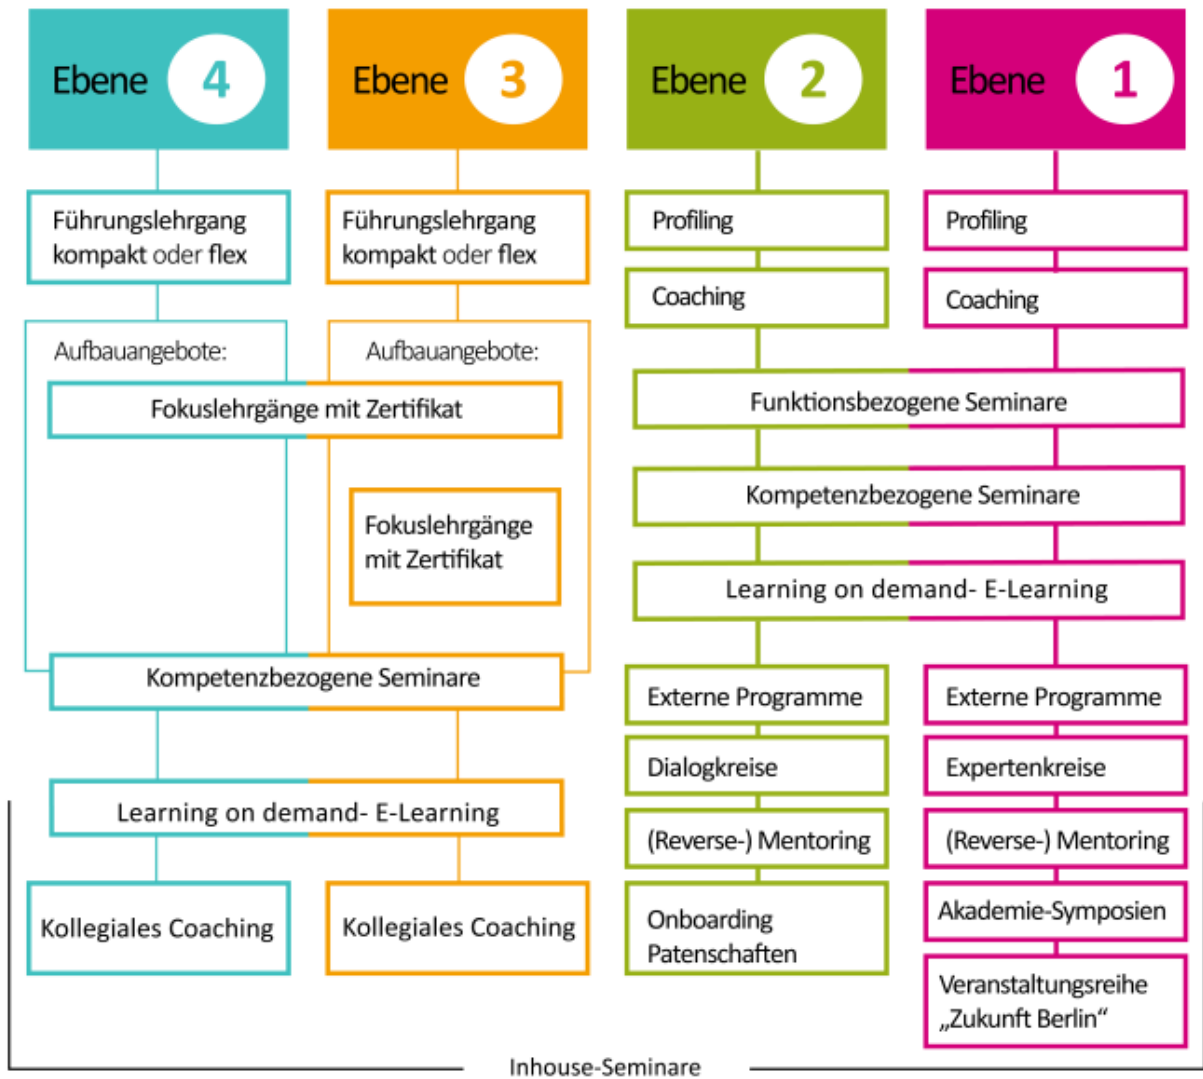 Ebene 4
Ebene 3
Ebene 2
Ebene 1
Führungslehrgang
kompakt oder flex
Führungslehrgang
kompakt oder flex
Profiling
Profiling
Coaching
Coaching
Aufbauangebote:
Aufbauangebote:
Fokuslehrgänge mit Zertifikat
Funktionsbezogene Seminare
Kompetenzbezogene Seminare
Fokuslehrgänge
mit Zertifikat
Learning on demand- E-Learning
Kompetenzbezogene Seminare
Externe Programme
Externe Programme
Dialogkreise
Expertenkreise
Learning on demand- E-Learning
(Reverse-) Mentoring
(Reverse-) Mentoring
Kollegiales Coaching
Kollegiales Coaching
Onboarding
Patenschaften
Akademie-Symposien
Veranstaltungsreihe
„Zukunft Berlin“
Inhouse-Seminare